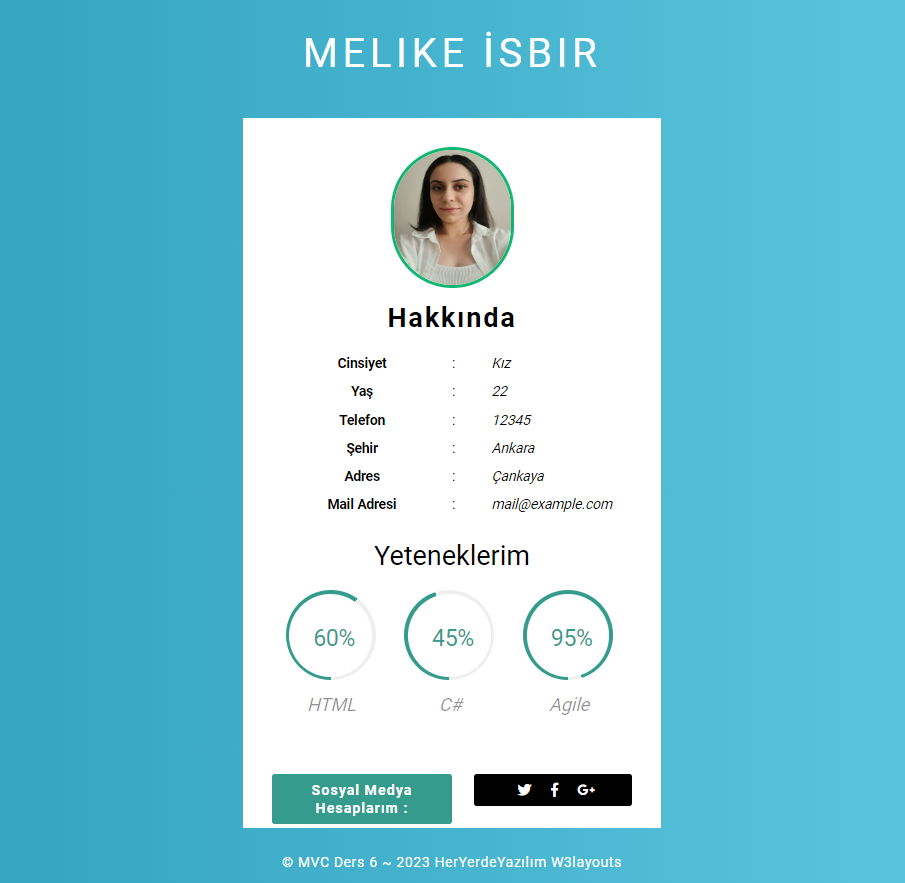 MELIKE İSBIR
Hakkında
Cinsiyet : Kız
Yaş : 22
Telefon : 12345
Şehir : Ankara
Adres : Çankaya
Mail Adresi : mail@example.com
Yeteneklerim
60% 45% 95%
HTML C# Agile
Sosyal Medya
Hesaplarım :
© MVC Ders 6 ~ 2023 HerYerdeYazılım W3layouts